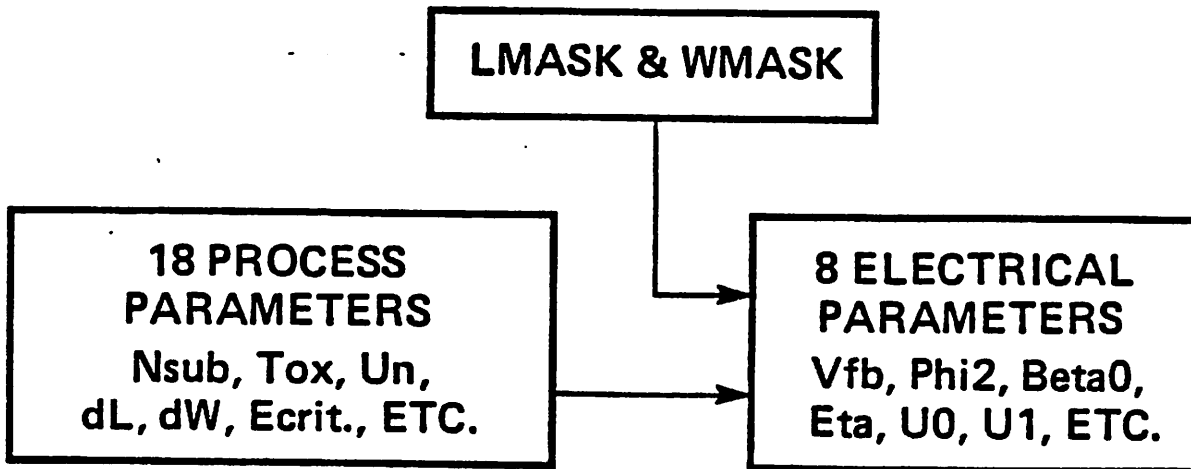 LMASK & WMASK
18 PROCESS
PARAMETERS
Nsub, Tox, Un,
dL, dW, Ecrit., ETC.
8 ELECTRICAL
PARAMETERS
Vfb, Phi2, Beta0,
Eta, U0, U1, ETC.